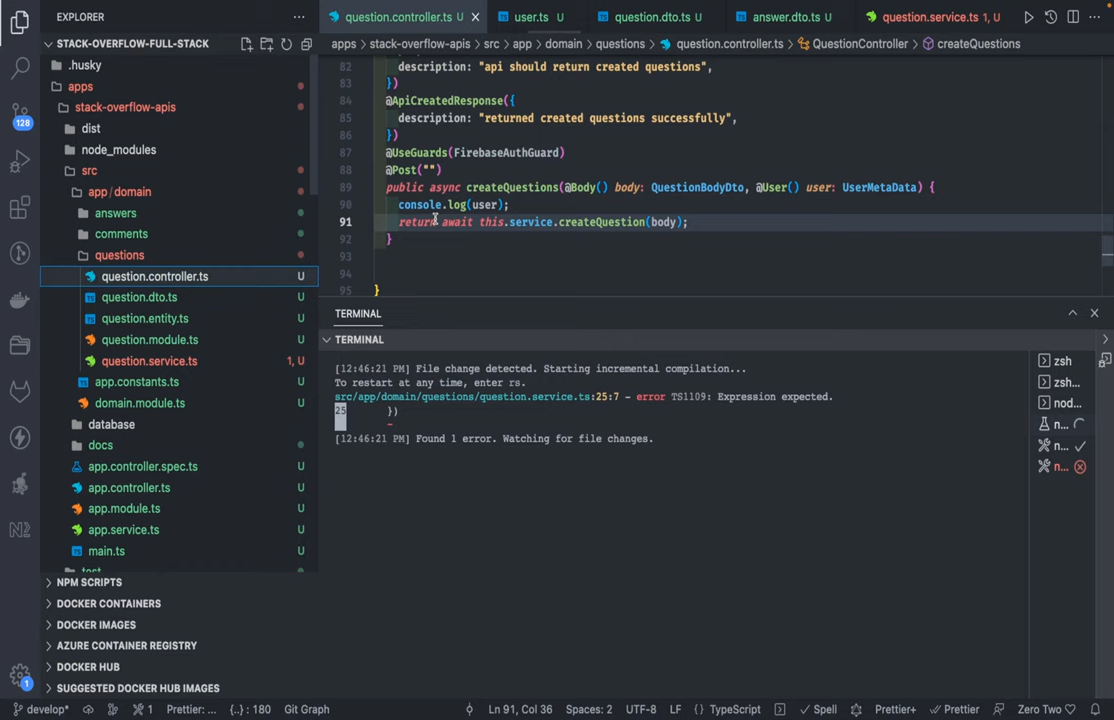 EXPLORER
question.controller.ts U
user.ts U
question.dto.ts U
answer.dto.ts U
question.service.ts 1, U
STACK-OVERFLOW-FULL-STACK
apps > stack-overflow-apis > src > app > domain > questions > question.controller.ts > QuestionController > createQuestions
.husky
apps
stack-overflow-apis
dist
node_modules
src
app / domain
answers
comments
questions
question.controller.ts U
question.dto.ts U
question.entity.ts U
question.module.ts U
question.service.ts 1, U
app.constants.ts U
domain.module.ts U
database
docs
app.controller.spec.ts U
app.controller.ts U
app.module.ts U
app.service.ts U
main.ts U
test
NPM SCRIPTS
DOCKER CONTAINERS
DOCKER IMAGES
AZURE CONTAINER REGISTRY
DOCKER HUB
SUGGESTED DOCKER HUB IMAGES
82 description: "api should return created questions",
83 })
84 @ApiCreatedResponse({
85 description: "returned created questions successfully",
86 })
87 @UseGuards(FirebaseAuthGuard)
88 @Post("")
89 public async createQuestions(@Body() body: QuestionBodyDto, @User() user: UserMetaData) {
90 console.log(user);
91 return await this.service.createQuestion(body);
92 }
93
94
95 }
TERMINAL
TERMINAL
[12:46:21 PM] File change detected. Starting incremental compilation...
To restart at any time, enter rs.
src/app/domain/questions/question.service.ts:25:7 - error TS1109: Expression expected.
25 })
~
[12:46:21 PM] Found 1 error. Watching for file changes.
zsh
zsh...
nod...
n...
n...
n...
128
1
N
develop*
1
Prettier: ...
{..} : 180
Git Graph
Ln 91, Col 36
Spaces: 2
UTF-8
LF
TypeScript
Spell
Prettier+
Prettier
Zero Two